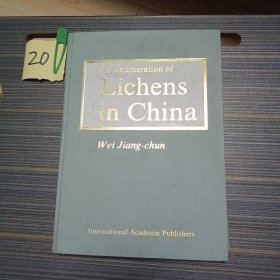 20
An Enumeration of
Lichens
in China
Wei Jiang-chun
International Academic Publishers